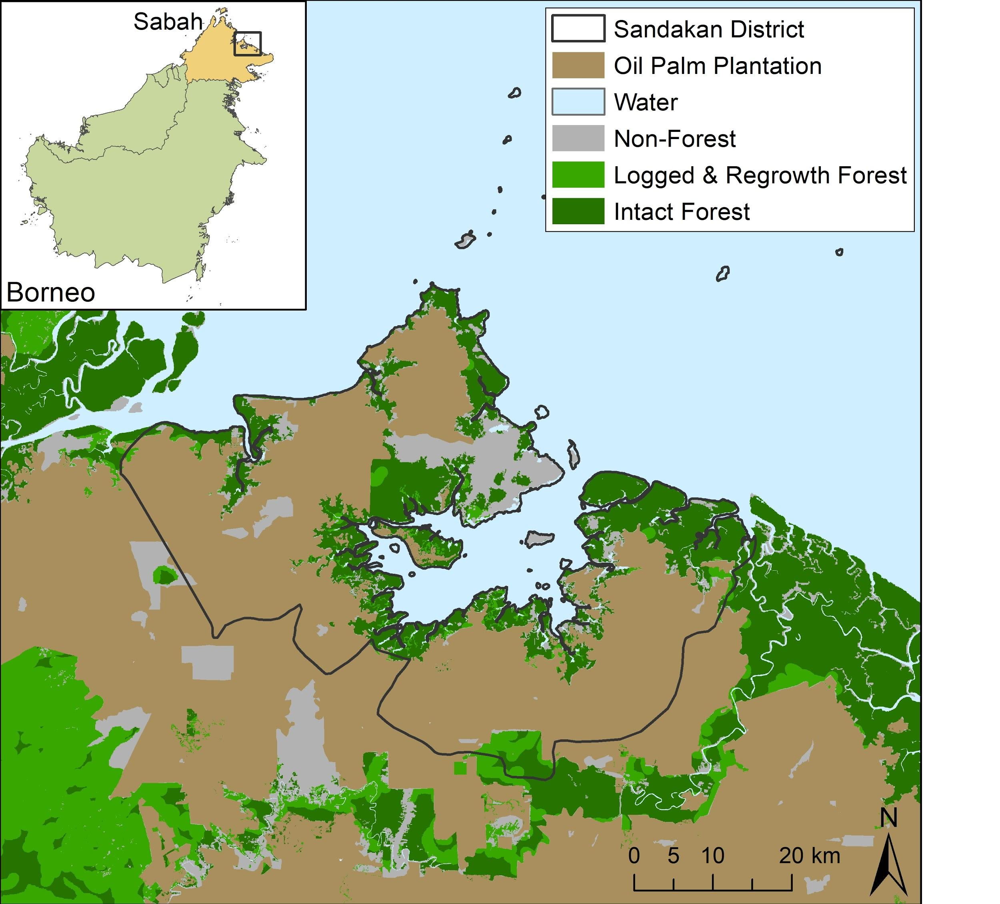 Sabah
Borneo
Sandakan District
Oil Palm Plantation
Water
Non-Forest
Logged & Regrowth Forest
Intact Forest
N
0 5 10 20 km